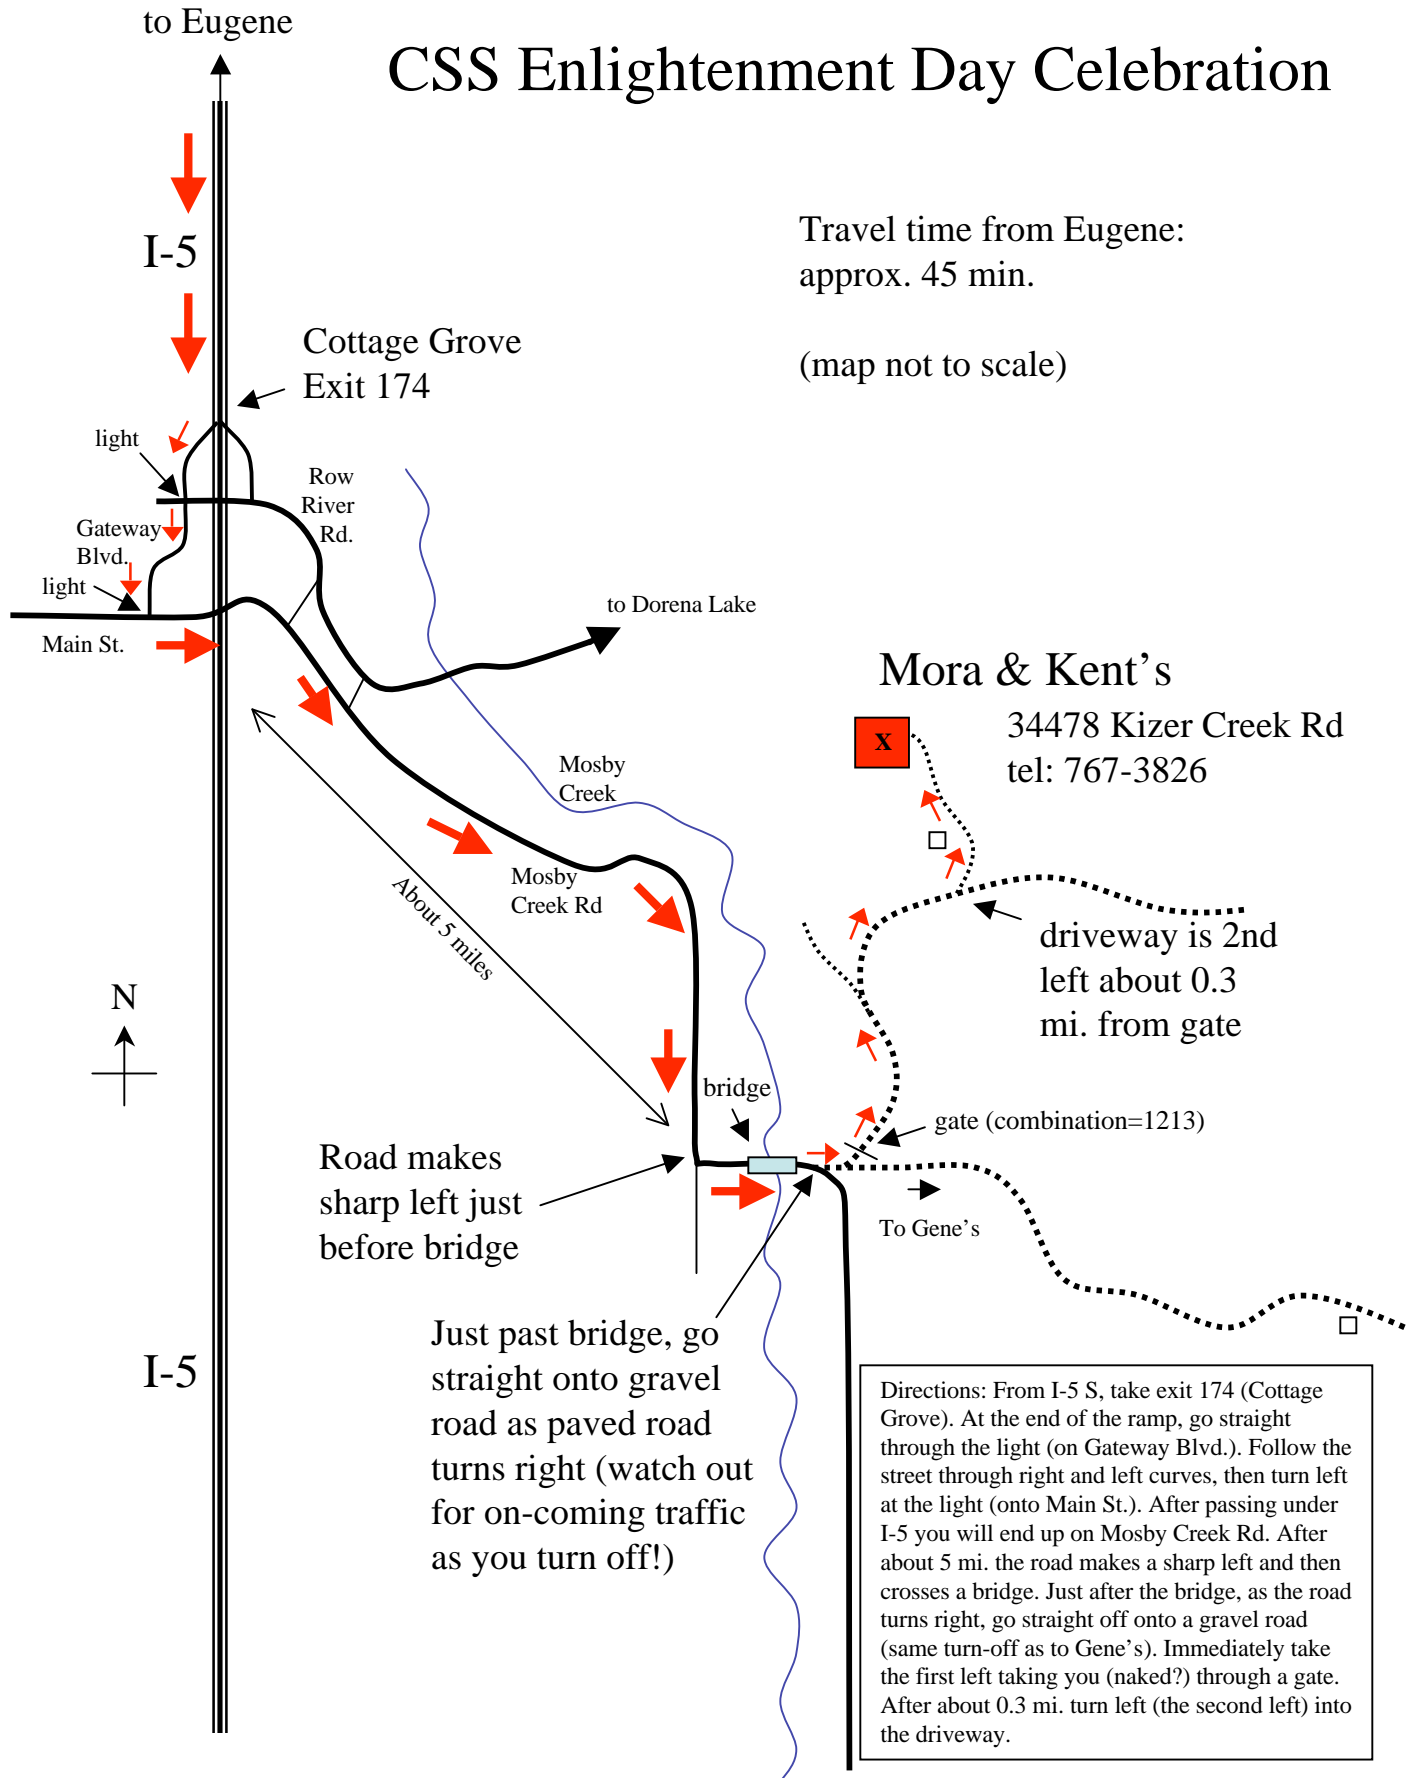 to Eugene
CSS Enlightenment Day Celebration
I-5
Travel time from Eugene:
approx. 45 min.
(map not to scale)
Cottage Grove
Exit 174
light
Row
River
Rd.
Gateway
Blvd.
light
Main St.
to Dorena Lake
Mora & Kent's
34478 Kizer Creek Rd
tel: 767-3826
X
Mosby
Creek
Mosby
Creek Rd
About 5 miles
driveway is 2nd
left about 0.3
mi. from gate
N
bridge
gate (combination=1213)
Road makes
sharp left just
before bridge
To Gene's
Just past bridge, go
straight onto gravel
road as paved road
turns right (watch out
for on-coming traffic
as you turn off!)
I-5
Directions: From I-5 S, take exit 174 (Cottage
Grove). At the end of the ramp, go straight
through the light (on Gateway Blvd.). Follow the
street through right and left curves, then turn left
at the light (onto Main St.). After passing under
I-5 you will end up on Mosby Creek Rd. After
about 5 mi. the road makes a sharp left and then
crosses a bridge. Just after the bridge, as the road
turns right, go straight off onto a gravel road
(same turn-off as to Gene's). Immediately take
the first left taking you (naked?) through a gate.
After about 0.3 mi. turn left (the second left) into
the driveway.